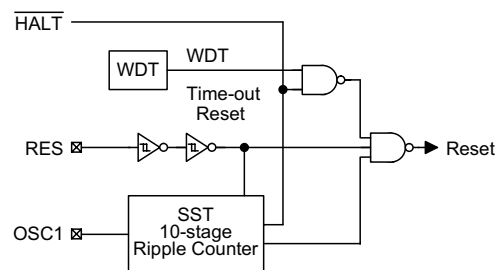 HALT
WDT
WDT
Time-out
Reset
RES
Reset
OSC1
SST
10-stage
Ripple Counter